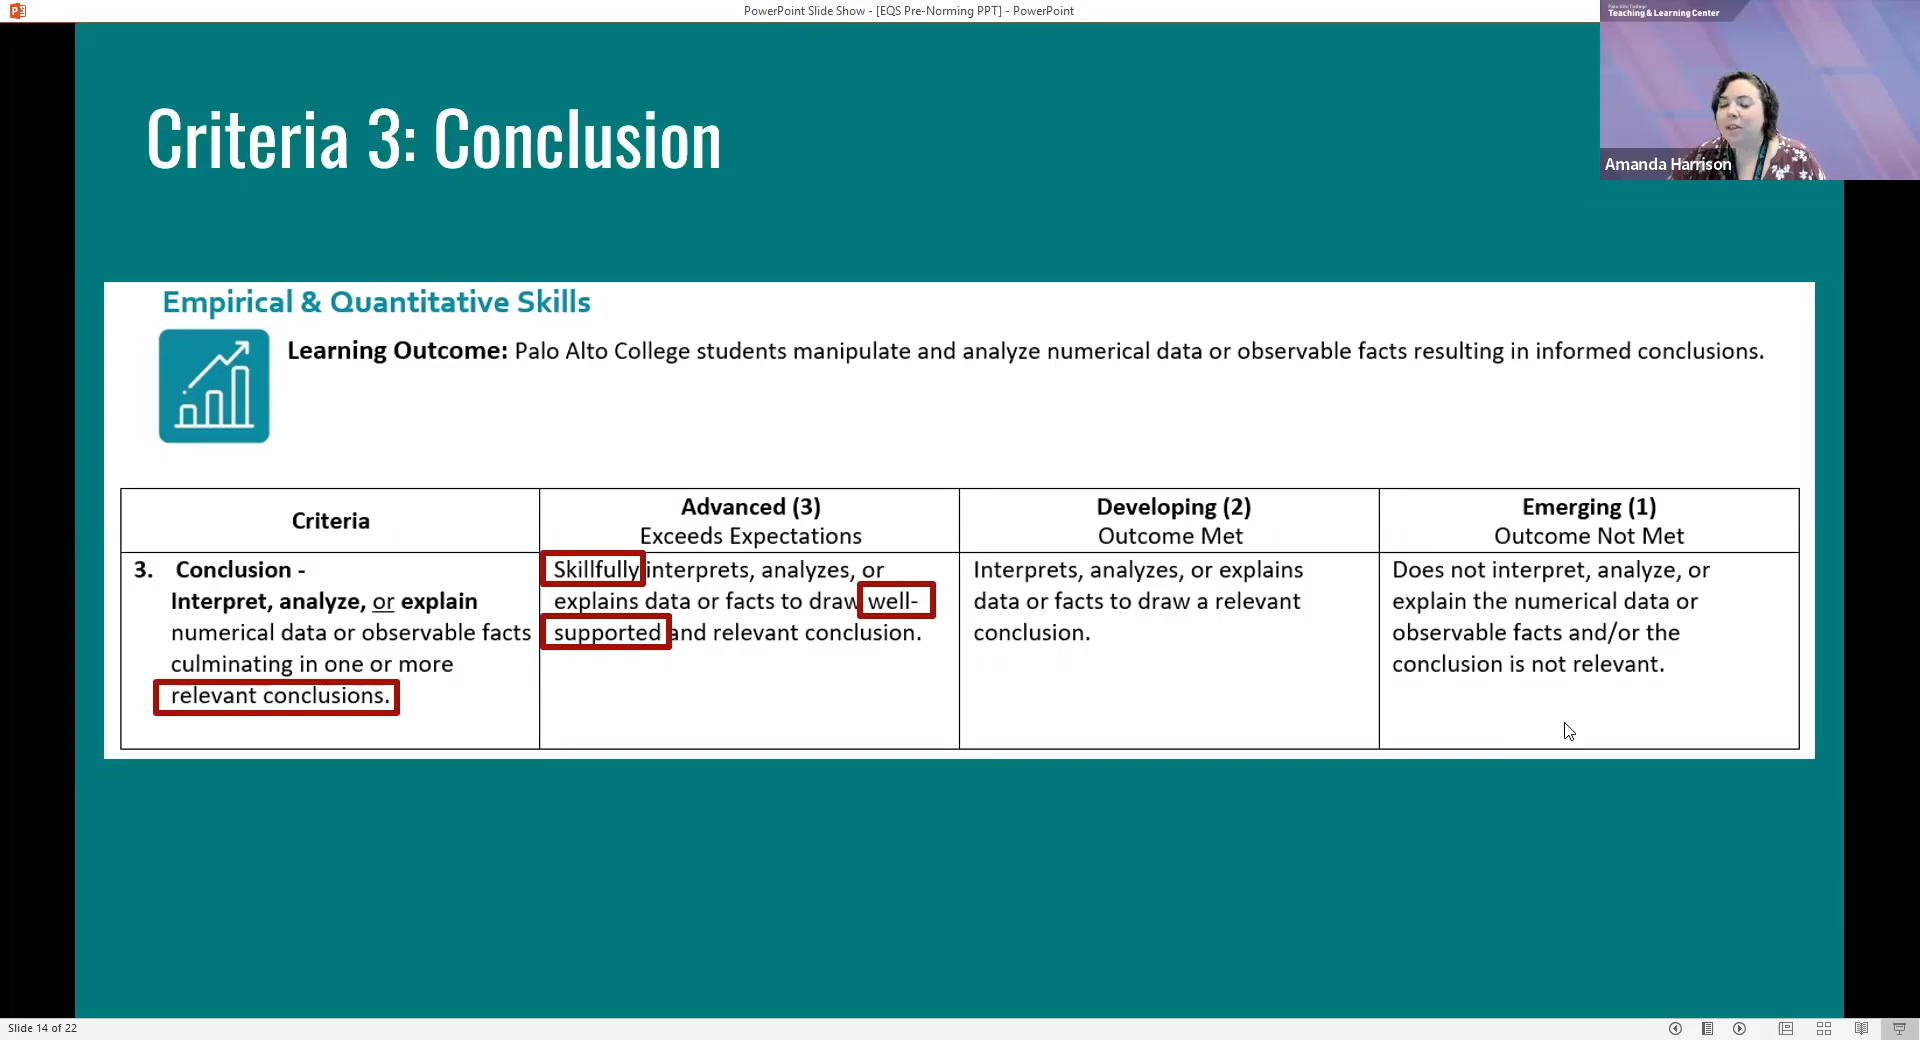 PowerPoint Slide Show - [EQS Pre-Norming PPT] - PowerPoint
Palo Alto College
Teaching & Learning Center
Amanda Harrison
Criteria 3: Conclusion
Empirical & Quantitative Skills
Learning Outcome: Palo Alto College students manipulate and analyze numerical data or observable facts resulting in informed conclusions.
Criteria
Advanced (3)
Exceeds Expectations
Developing (2)
Outcome Met
Emerging (1)
Outcome Not Met
3. Conclusion -
Interpret, analyze, or explain
numerical data or observable facts
culminating in one or more
relevant conclusions.
Skillfully interprets, analyzes, or
explains data or facts to draw well-
supported and relevant conclusion.
Interprets, analyzes, or explains
data or facts to draw a relevant
conclusion.
Does not interpret, analyze, or
explain the numerical data or
observable facts and/or the
conclusion is not relevant.
Slide 14 of 22